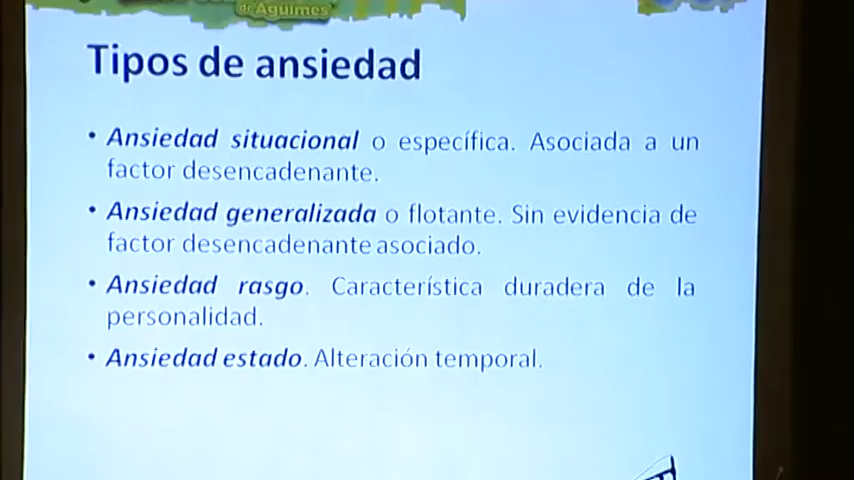 de Agüimes
Tipos de ansiedad
• Ansiedad situacional o específica. Asociada a un
factor desencadenante.
• Ansiedad generalizada o flotante. Sin evidencia de
factor desencadenante asociado.
• Ansiedad rasgo. Característica duradera de la
personalidad.
• Ansiedad estado. Alteración temporal.